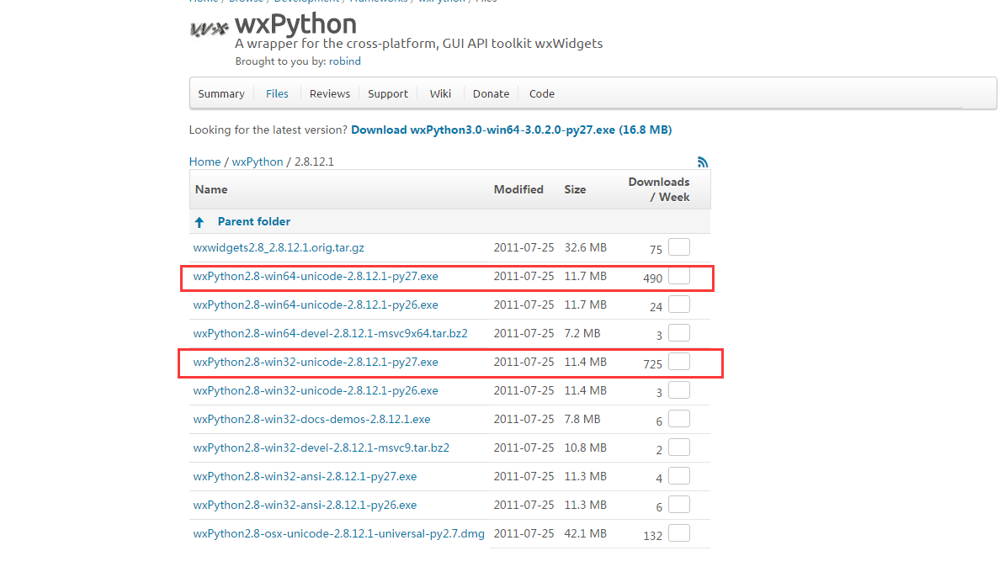 Home / Browse / Development / Frameworks / wxPython / Files
wx wxPython
A wrapper for the cross-platform, GUI API toolkit wxWidgets
Brought to you by: robind
Summary Files Reviews Support Wiki Donate Code
Looking for the latest version? Download wxPython3.0-win64-3.0.2.0-py27.exe (16.8 MB)
Home / wxPython / 2.8.12.1
Name Modified Size Downloads / Week
Parent folder
wxwidgets2.8_2.8.12.1.orig.tar.gz 2011-07-25 32.6 MB 75
wxPython2.8-win64-unicode-2.8.12.1-py27.exe 2011-07-25 11.7 MB 490
wxPython2.8-win64-unicode-2.8.12.1-py26.exe 2011-07-25 11.7 MB 24
wxPython2.8-win64-devel-2.8.12.1-msvc9x64.tar.bz2 2011-07-25 7.2 MB 3
wxPython2.8-win32-unicode-2.8.12.1-py27.exe 2011-07-25 11.4 MB 725
wxPython2.8-win32-unicode-2.8.12.1-py26.exe 2011-07-25 11.4 MB 3
wxPython2.8-win32-docs-demos-2.8.12.1.exe 2011-07-25 7.8 MB 6
wxPython2.8-win32-devel-2.8.12.1-msvc9.tar.bz2 2011-07-25 10.8 MB 2
wxPython2.8-win32-ansi-2.8.12.1-py27.exe 2011-07-25 11.3 MB 4
wxPython2.8-win32-ansi-2.8.12.1-py26.exe 2011-07-25 11.3 MB 6
wxPython2.8-osx-unicode-2.8.12.1-universal-py2.7.dmg 2011-07-25 42.1 MB 132